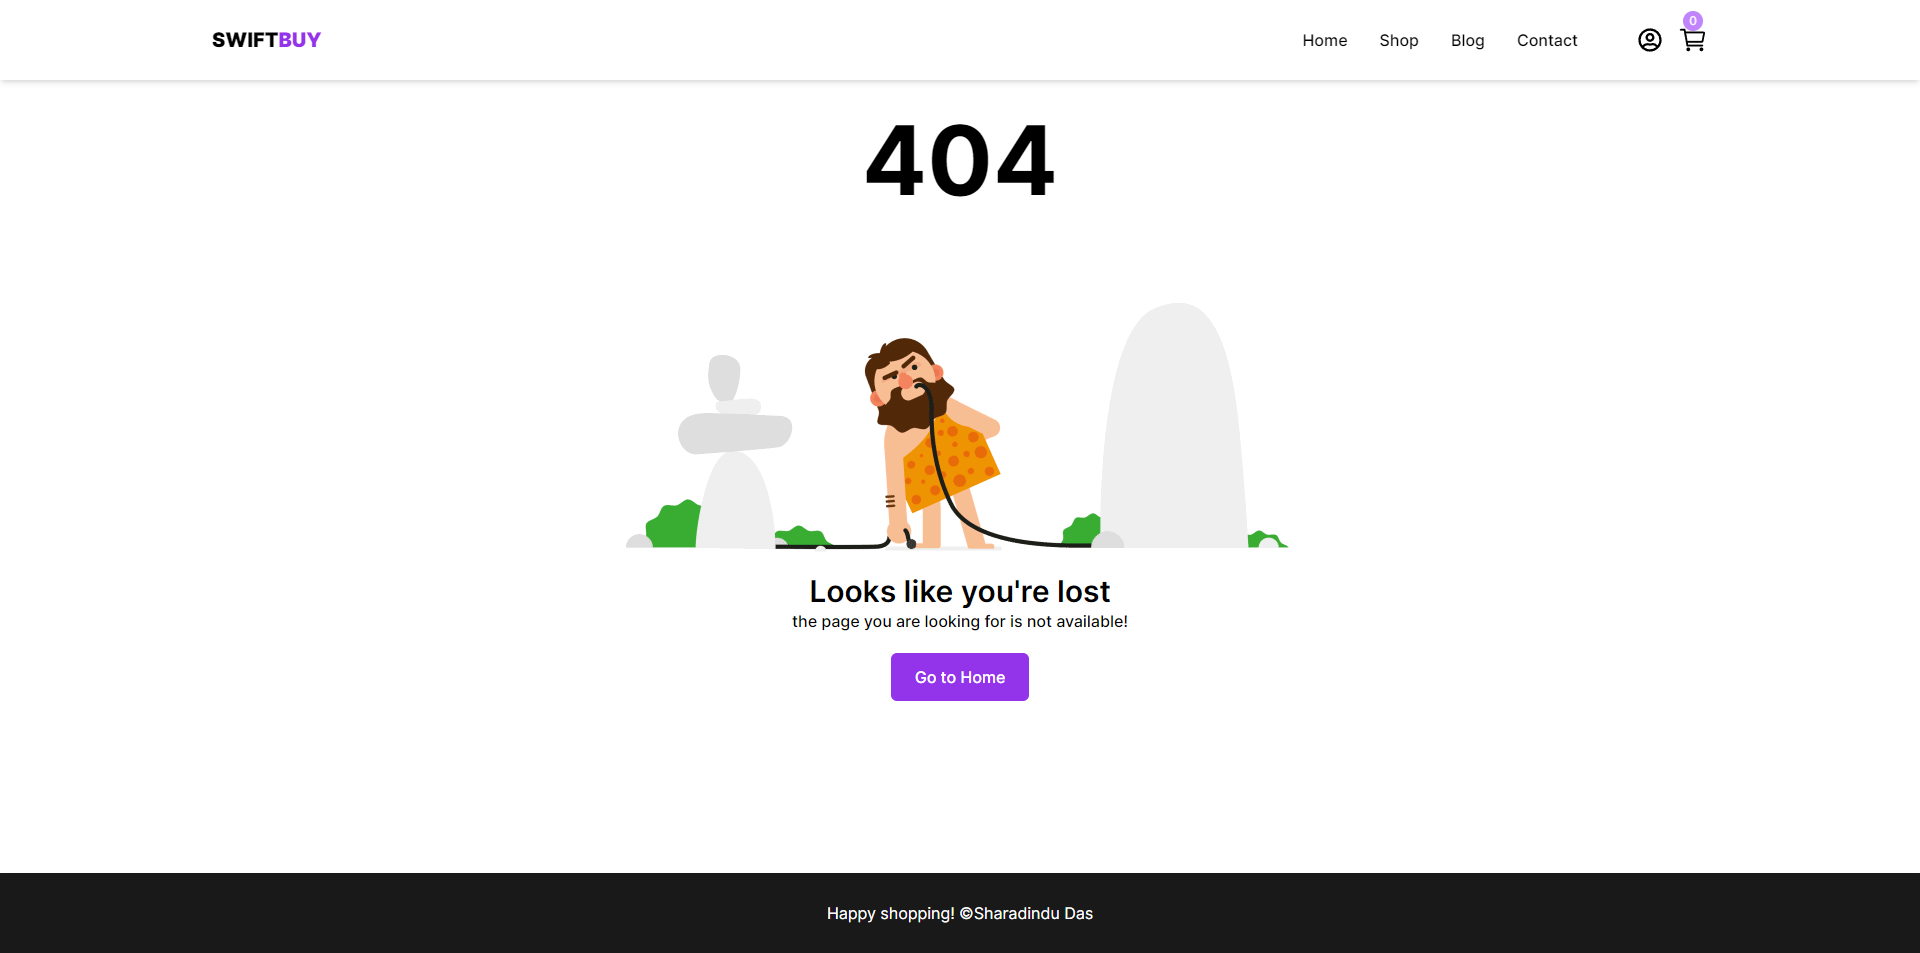 SWIFTBUY
Home Shop Blog Contact
0
404
Looks like you're lost
the page you are looking for is not available!
Go to Home
Happy shopping! ©Sharadindu Das